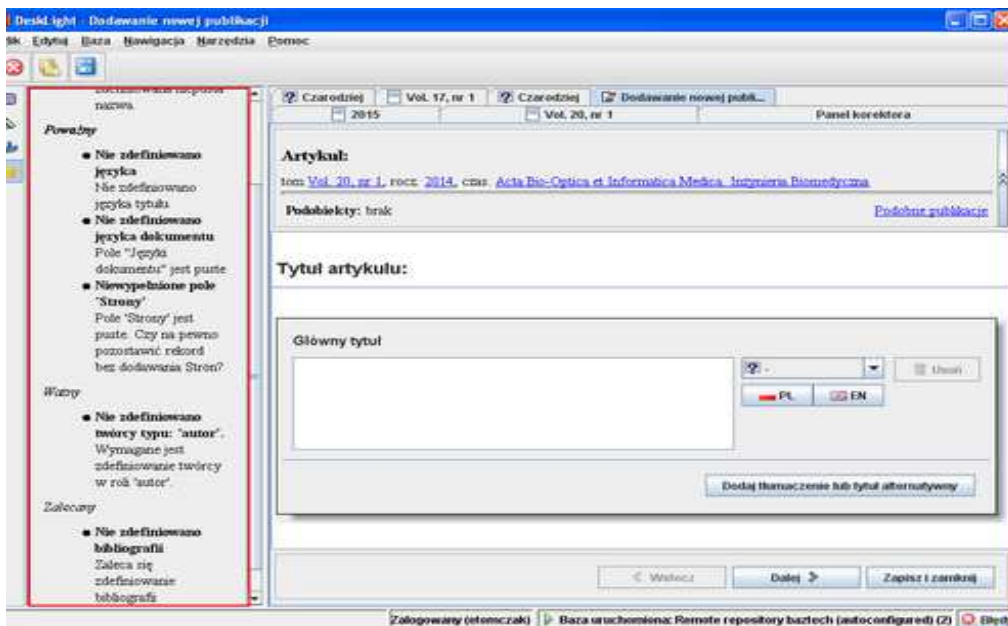 DeskLight - Dodawanie nowej publikacji
Edytuj Baza Nawigacja Narzędzia Pomoc
nazwa.
Poważny
Nie zdefiniowano
języka
Nie zdefiniowano
języka tytułu
Nie zdefiniowano
języka dokumentu
Pole "Języki
dokumentu" jest puste
Niewypełnione pole
'Strony'
Pole 'Strony' jest
puste. Czy na pewno
pozostawić rekord
bez dodawania Stron?
Ważny
Nie zdefiniowano
twórcy typu: 'autor'.
Wymagane jest
zdefiniowanie twórcy
w roli 'autor'.
Zalecany
Nie zdefiniowano
bibliografii
Zaleca się
zdefiniowanie
bibliografii
Czarodziej Vol. 17, nr 1 Czarodziej Dodawanie nowej publi...
2015 Vol. 20, nr 1 Panel korektora
Artykuł:
tom Vol. 20, nr 1, rocz. 2014, czas. Acta Bio-Optica et Informatica Medica. Inżynieria Biomedyczna
Podobiekty: brak Podobne publikacje
Tytuł artykułu:
Główny tytuł
- Usuń
PL EN
Dodaj tłumaczenie lub tytuł alternatywny
Wstecz Dalej Zapisz i zamknij
Zalogowany (etomczak) Baza uruchomiona: Remote repository baztech (autoconfigured) (2)